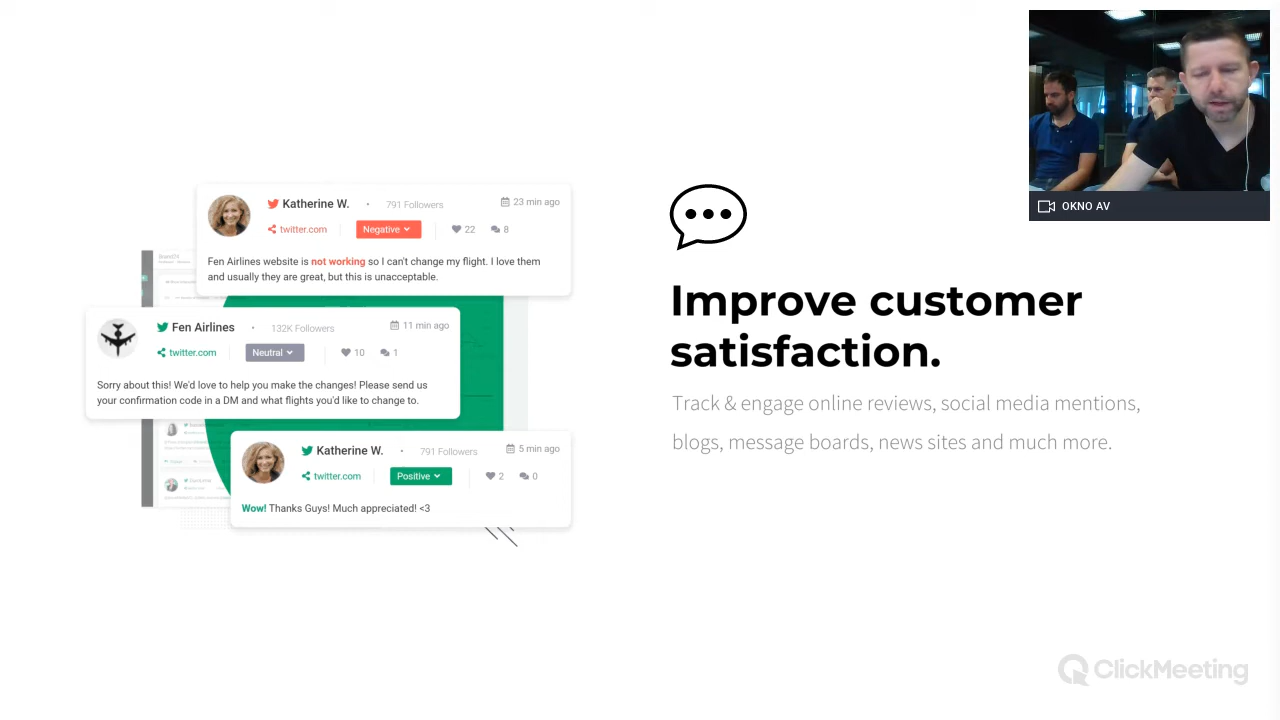 Katherine W.
791 Followers
23 min ago
twitter.com
Negative
22
8
Fen Airlines website is not working so I can't change my flight. I love them
and usually they are great, but this is unacceptable.
Brand24
Fen Airlines
132K Followers
11 min ago
twitter.com
Neutral
10
1
Sorry about this! We'd love to help you make the changes! Please send us
your confirmation code in a DM and what flights you'd like to change to.
Katherine W.
791 Followers
5 min ago
twitter.com
Positive
2
0
Wow! Thanks Guys! Much appreciated! <3
OKNO AV
Improve customer
satisfaction.
Track & engage online reviews, social media mentions,
blogs, message boards, news sites and much more.
ClickMeeting